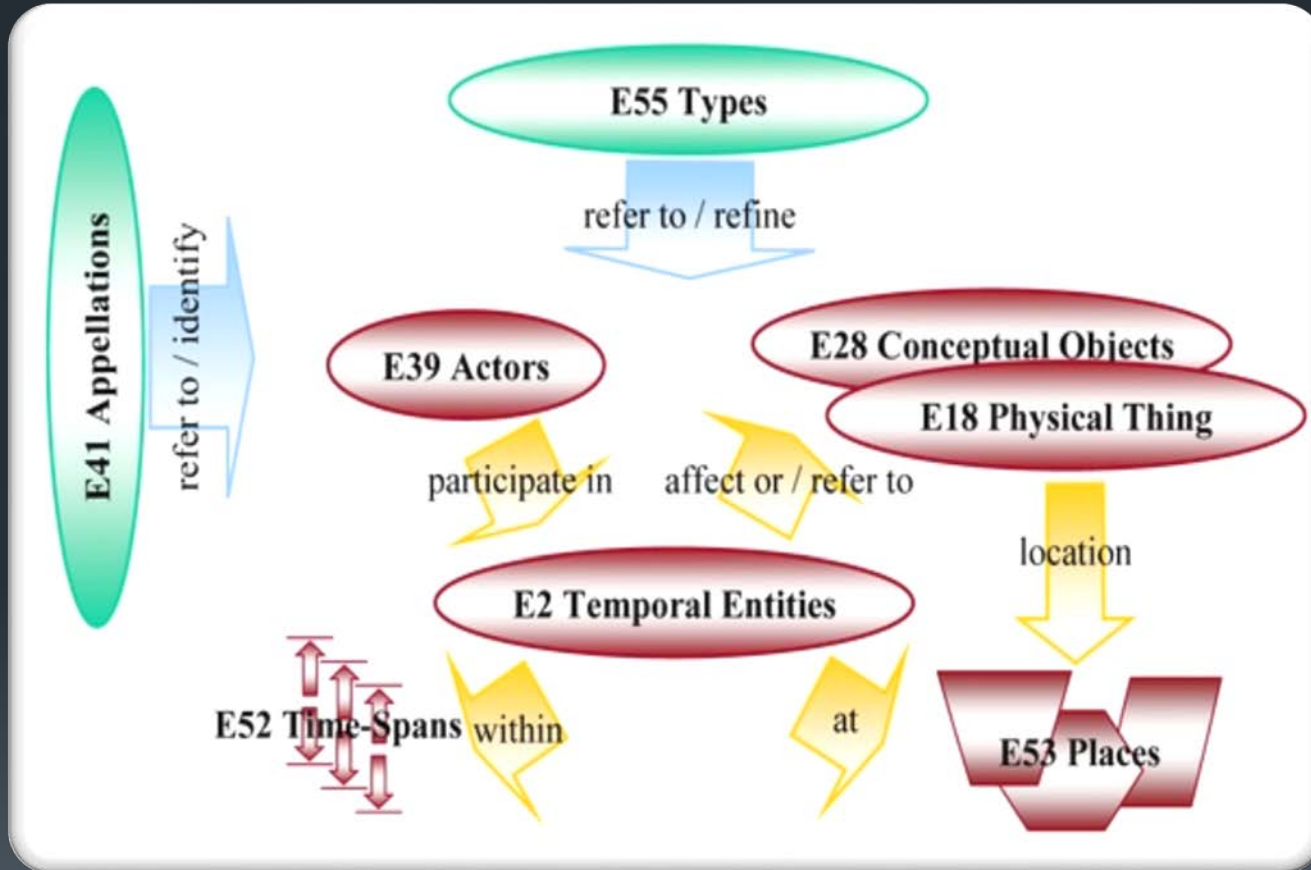 E55 Types
refer to / refine
E41 Appellations
refer to / identify
E39 Actors
E28 Conceptual Objects
E18 Physical Thing
participate in
affect or / refer to
location
E2 Temporal Entities
E52 Time-Spans
within
at
E53 Places